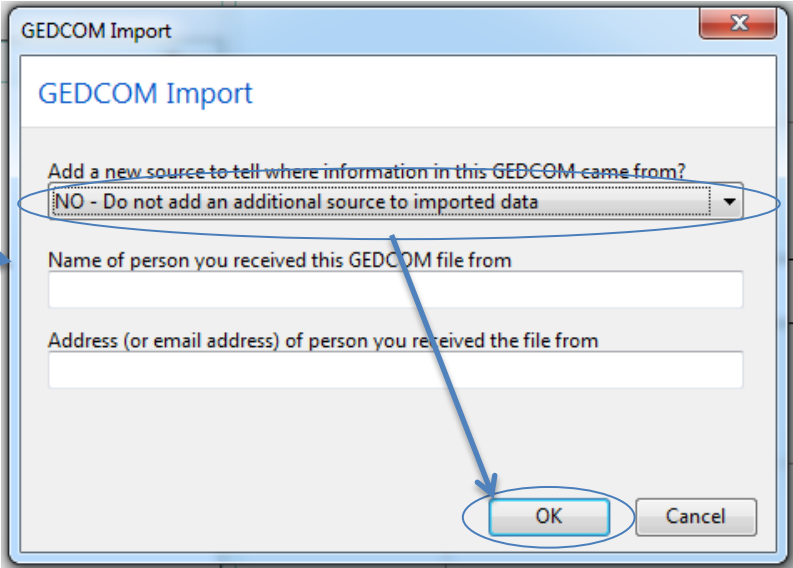 GEDCOM Import
GEDCOM Import
Add a new source to tell where information in this GEDCOM came from?
NO - Do not add an additional source to imported data
Name of person you received this GEDCOM file from
Address (or email address) of person you received the file from
OK Cancel